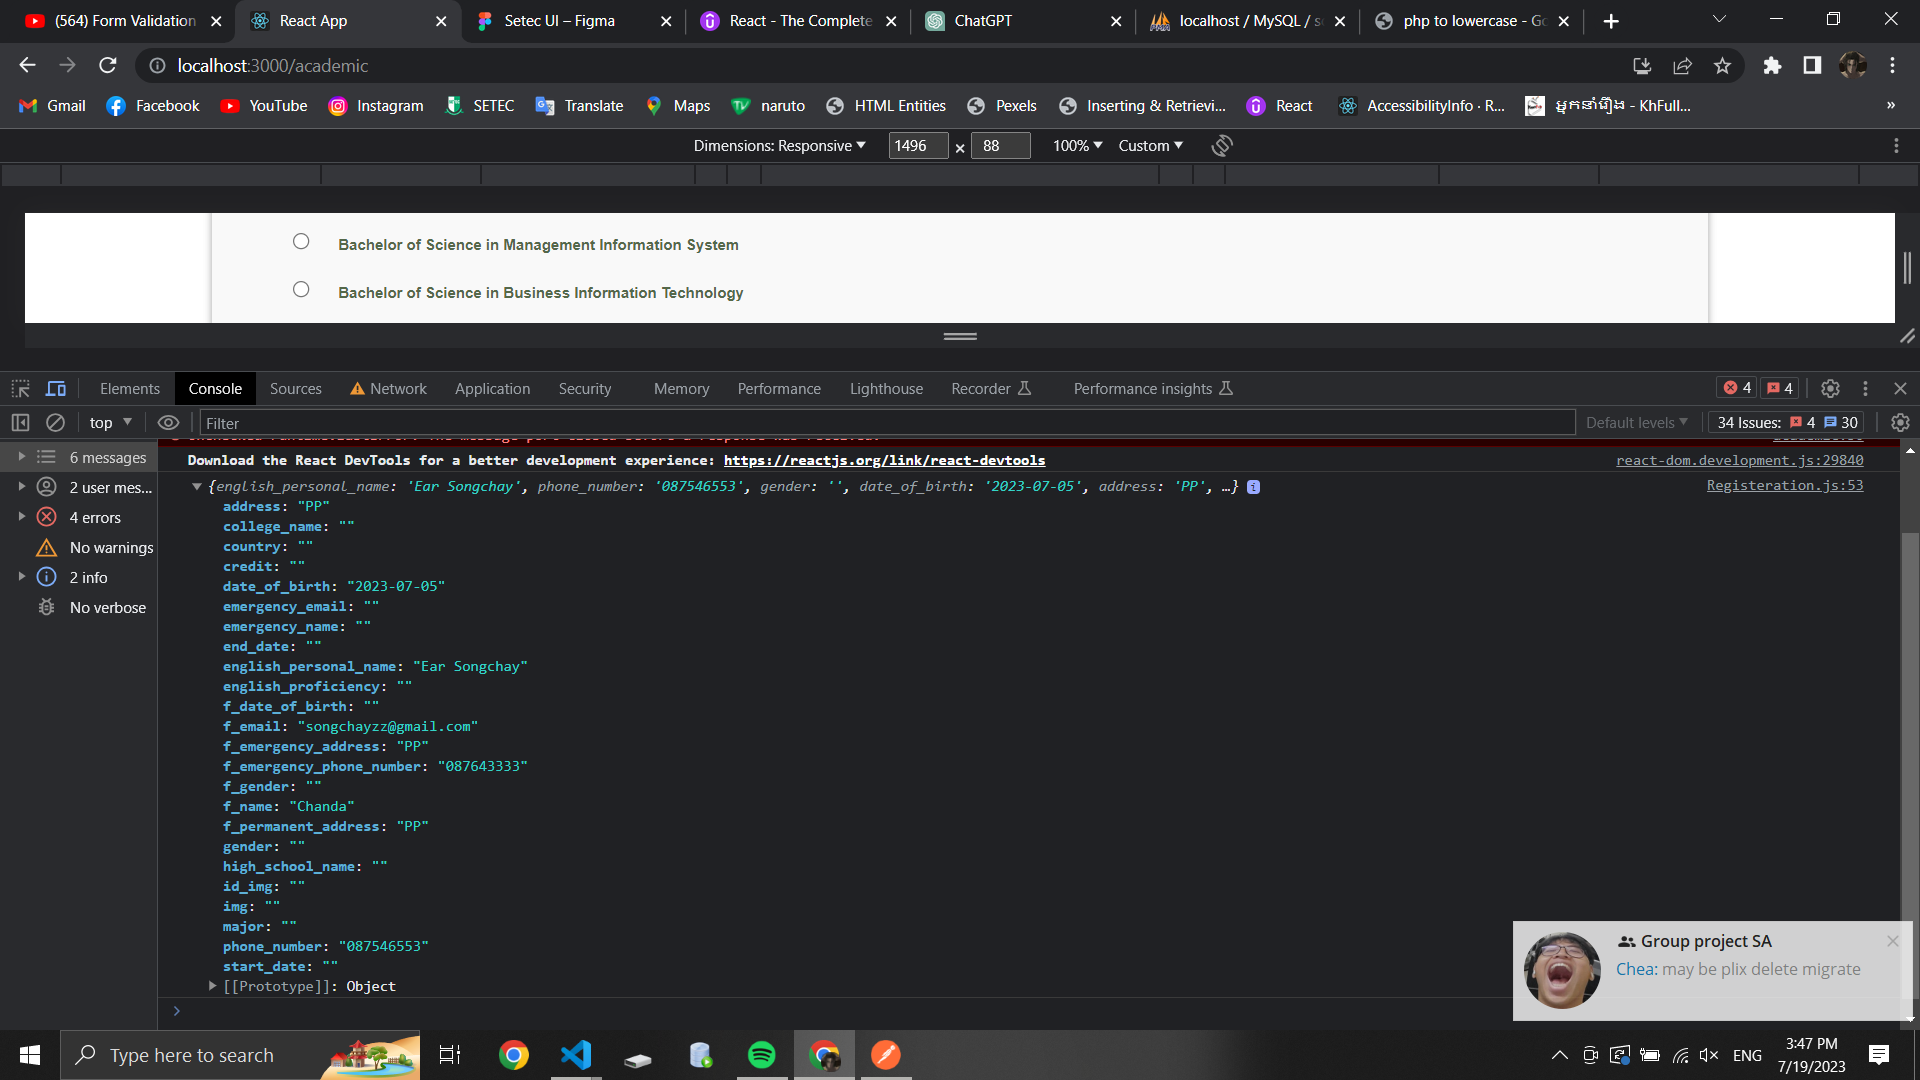 (564) Form Validation
React App
Setec UI – Figma
React - The Complete
ChatGPT
localhost / MySQL / s
php to lowercase - Go
localhost:3000/academic
Gmail
Facebook
YouTube
Instagram
SETEC
Translate
Maps
naruto
HTML Entities
Pexels
Inserting & Retrievi...
React
AccessibilityInfo · R...
អ្នកនាំរឿង - KhFull...
»
Dimensions: Responsive
1496 × 88
100%
Custom
Bachelor of Science in Management Information System
Bachelor of Science in Business Information Technology
Elements
Console
Sources
Network
Application
Security
Memory
Performance
Lighthouse
Recorder
Performance insights
4
4
top
Filter
Default levels
34 Issues: 4 30
6 messages
2 user mes...
4 errors
No warnings
2 info
No verbose
Download the React DevTools for a better development experience: https://reactjs.org/link/react-devtools
react-dom.development.js:29840
{english_personal_name: 'Ear Songchay', phone_number: '087546553', gender: '', date_of_birth: '2023-07-05', address: 'PP', …}
Registeration.js:53
address: "PP"
college_name: ""
country: ""
credit: ""
date_of_birth: "2023-07-05"
emergency_email: ""
emergency_name: ""
end_date: ""
english_personal_name: "Ear Songchay"
english_proficiency: ""
f_date_of_birth: ""
f_email: "songchayzz@gmail.com"
f_emergency_address: "PP"
f_emergency_phone_number: "087643333"
f_gender: ""
f_name: "Chanda"
f_permanent_address: "PP"
gender: ""
high_school_name: ""
id_img: ""
img: ""
major: ""
phone_number: "087546553"
start_date: ""
[[Prototype]]: Object
Group project SA
Chea: may be plix delete migrate
Type here to search
ENG
3:47 PM
7/19/2023